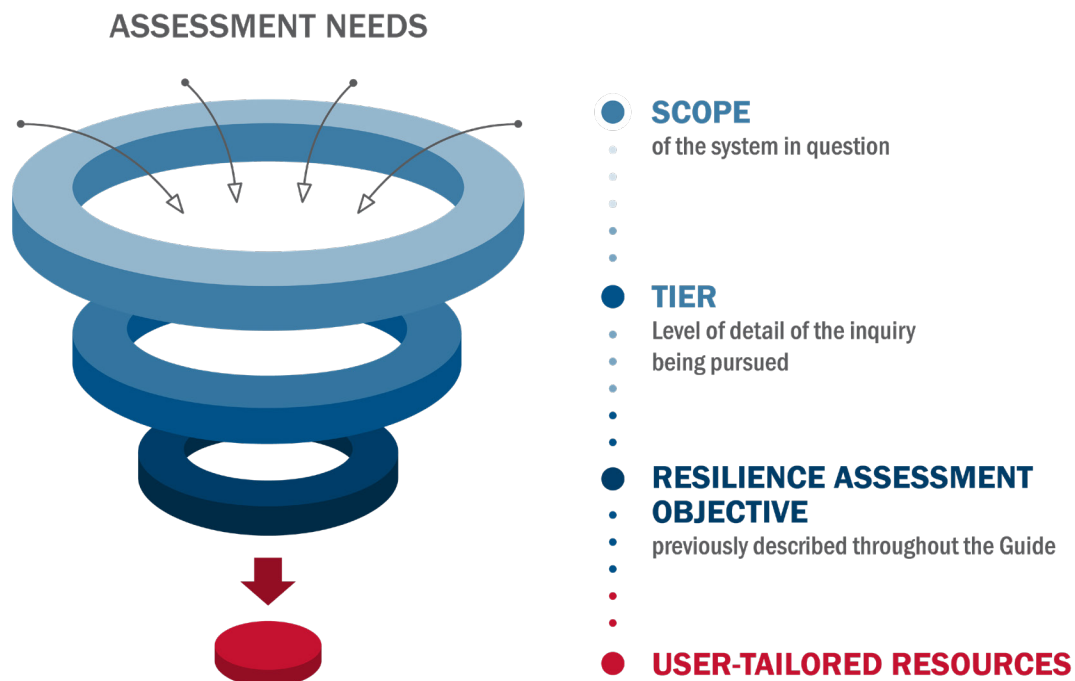 ASSESSMENT NEEDS
SCOPE
of the system in question
TIER
Level of detail of the inquiry
being pursued
RESILIENCE ASSESSMENT
OBJECTIVE
previously described throughout the Guide
USER-TAILORED RESOURCES